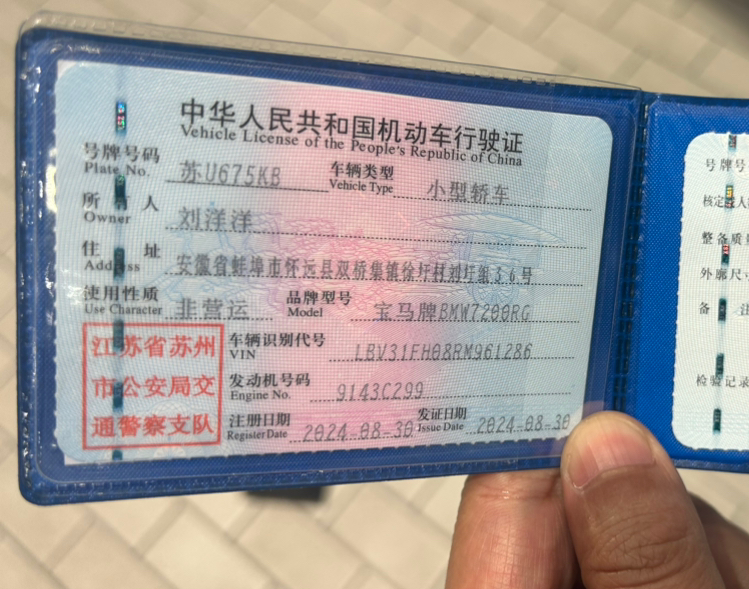 中华人民共和国机动车行驶证
Vehicle License of the People's Republic of China
号牌号码 苏U675KB 车辆类型 小型轿车
Plate No. Vehicle Type
所有人 刘洋洋
Owner
住址 安徽省蚌埠市怀远县双桥集镇徐圩村刘圩组36号
Address
使用性质 非营运 品牌型号 宝马牌BMW7200RG
Use Character Model
江苏省苏州
市公安局交
通警察支队
车辆识别代号 LBV31FH08RM961286
VIN
发动机号码 9143C299
Engine No.
注册日期 2024-08-30 发证日期 2024-08-30
Register Date Issue Date
号牌号
核定载人
整备质量
外廓尺寸
备注
检验记录